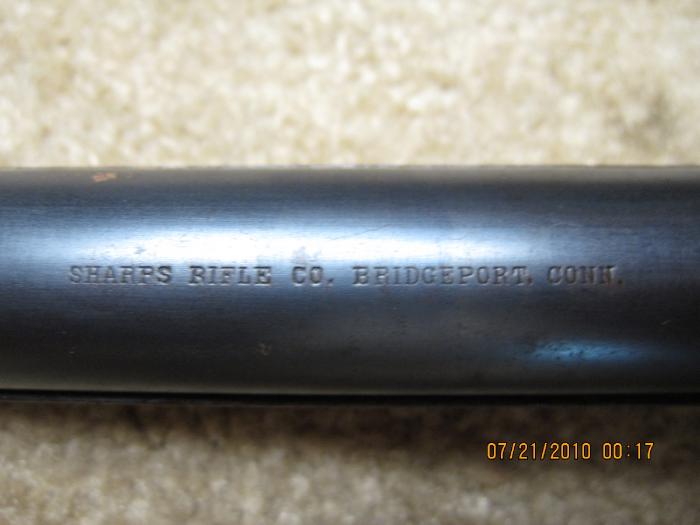 SHARPS RIFLE CO. BRIDGEPORT, CONN.
07/21/2010 00:17